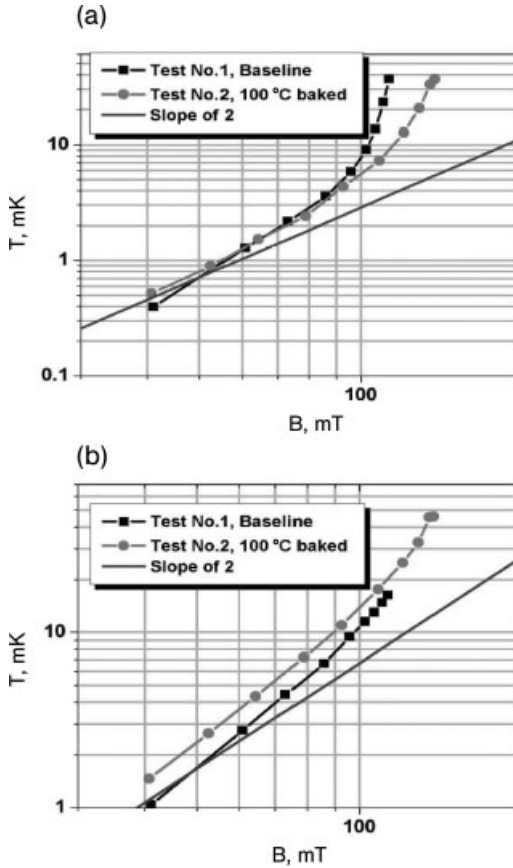 (a)
Test No.1, Baseline
Test No.2, 100 °C baked
Slope of 2
10
1
0.1
T, mK
100
B, mT
(b)
Test No.1, Baseline
Test No.2, 100 °C baked
Slope of 2
10
1
T, mK
100
B, mT